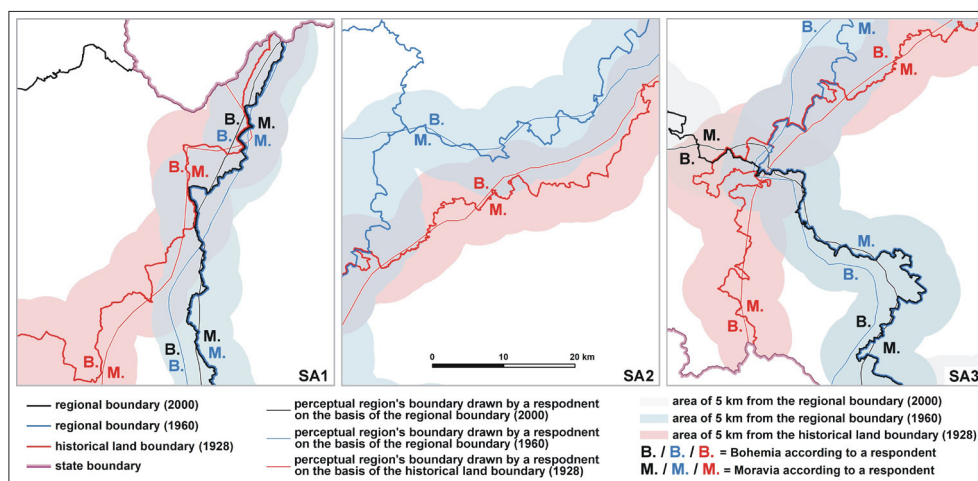 B.
M.
B.
M.
B.
M.
B.
M.
B.
M.
B.
M.
SA1
B.
M.
B.
M.
0 10 20 km
SA2
B.
M.
B.
M.
M.
B.
M.
B.
B.
M.
M.
B.
SA3
regional boundary (2000)
regional boundary (1960)
historical land boundary (1928)
state boundary
perceptual region's boundary drawn by a respodnent
on the basis of the regional boundary (2000)
perceptual region's boundary drawn by a respodnent
on the basis of the regional boundary (1960)
perceptual region's boundary drawn by a respodnent
on the basis of the historical land boundary (1928)
area of 5 km from the regional boundary (2000)
area of 5 km from the regional boundary (1960)
area of 5 km from the historical land boundary (1928)
B. / B. / B. = Bohemia according to a respondent
M. / M. / M. = Moravia according to a respondent